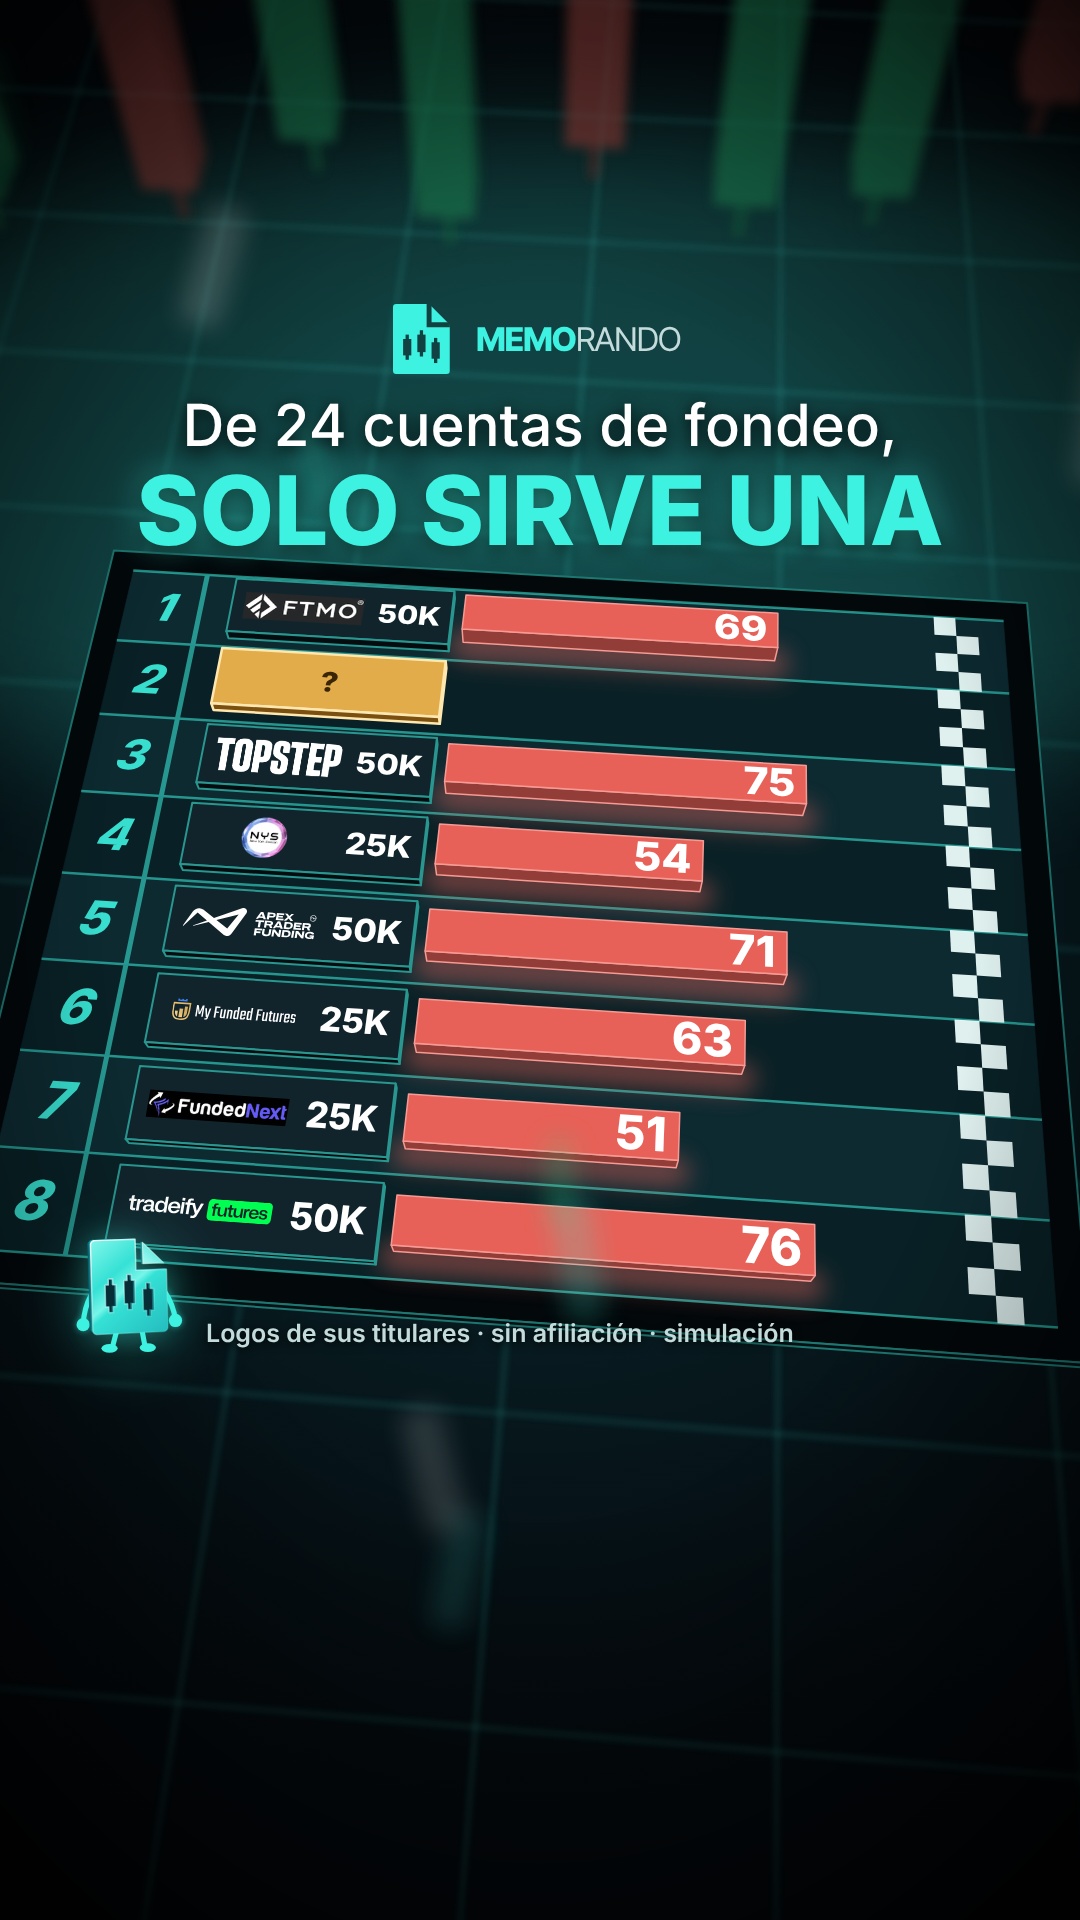 MEMORANDO
De 24 cuentas de fondeo,
SOLO SIRVE UNA
1 FTMO® 50K 69
2 ?
3 TOPSTEP 50K 75
4 NYS 25K 54
5 APEX TRADER FUNDING 50K 71
6 My Funded Futures 25K 63
7 FundedNext 25K 51
8 tradeify futures 50K 76
Logos de sus titulares · sin afiliación · simulación